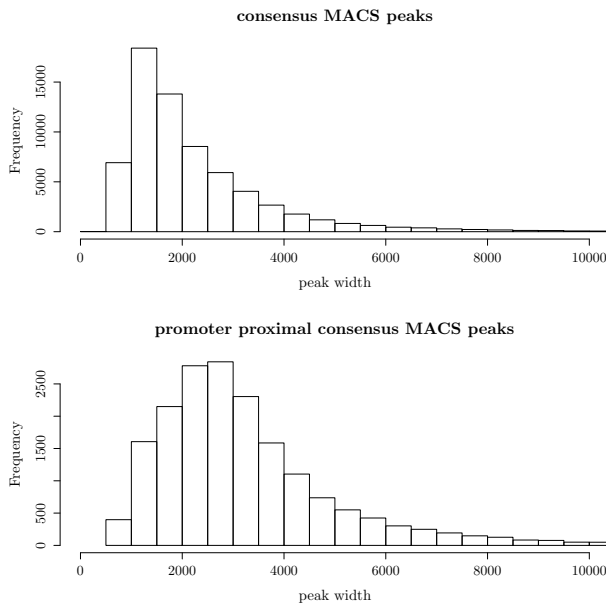 consensus MACS peaks
Frequency
15000
10000
5000
0
0 2000 4000 6000 8000 10000
peak width
promoter proximal consensus MACS peaks
Frequency
2500
1500
500
0
0 2000 4000 6000 8000 10000
peak width